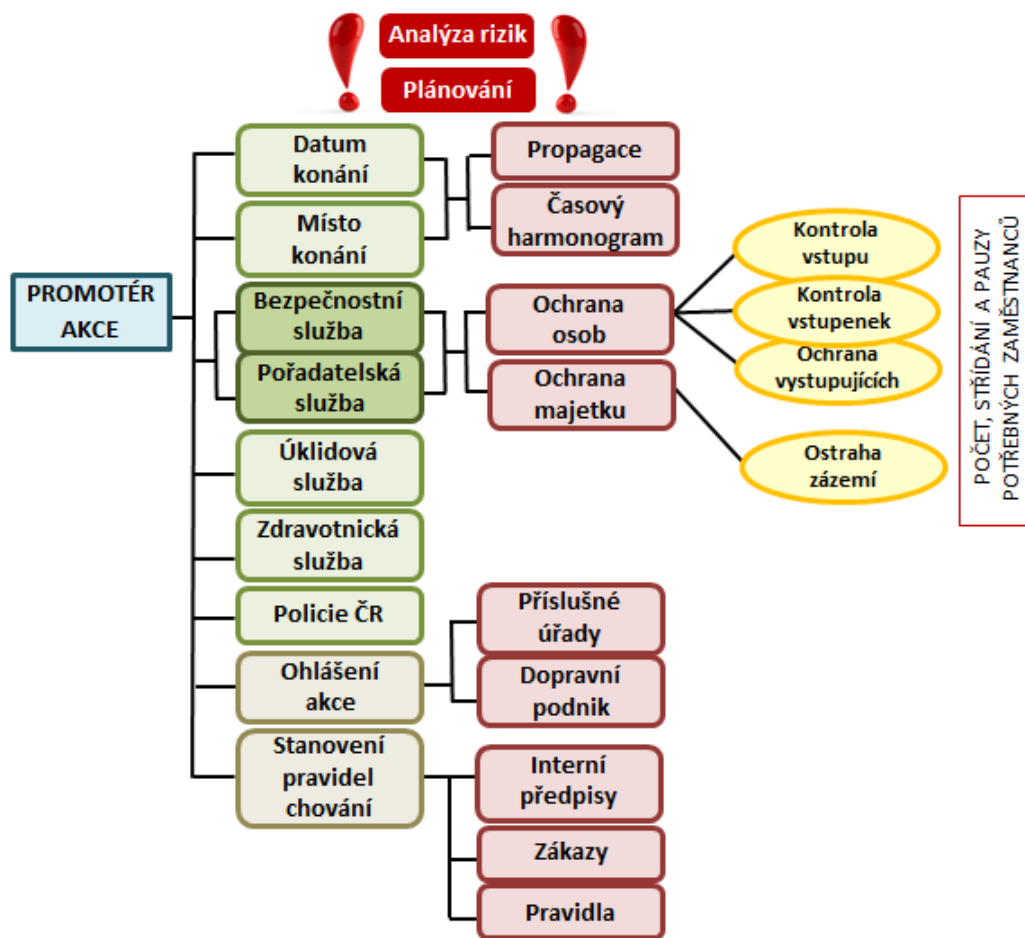 Analýza rizik
Plánování
Datum
konání
Místo
konání
Propagace
Časový
harmonogram
PROMOTÉR
AKCE
Bezpečnostní
služba
Pořadatelská
služba
Ochrana
osob
Ochrana
majetku
Kontrola
vstupu
Kontrola
vstupenek
Ochrana
vystupujících
Ostraha
zázemí
POČET, STŘÍDÁNÍ A PAUZY
POTŘEBNÝCH ZAMĚSTNANCŮ
Úklidová
služba
Zdravotnická
služba
Policie ČR
Ohlášení
akce
Příslušné
úřady
Dopravní
podnik
Stanovení
pravidel
chování
Interní
předpisy
Zákazy
Pravidla